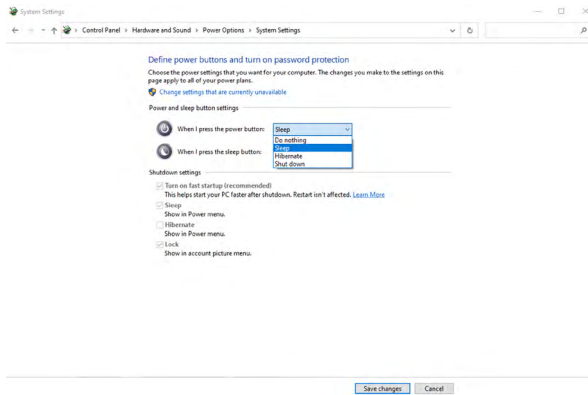 System Settings
Control Panel > Hardware and Sound > Power Options > System Settings
Define power buttons and turn on password protection
Choose the power settings that you want for your computer. The changes you make to the settings on this
page apply to all of your power plans.
Change settings that are currently unavailable
Power and sleep button settings
When I press the power button: Sleep
Do nothing
Sleep
When I press the sleep button:
Hibernate
Shut down
Shutdown settings
Turn on fast startup (recommended)
This helps start your PC faster after shutdown. Restart isn't affected. Learn More
Sleep
Show in Power menu.
Hibernate
Show in Power menu.
Lock
Show in account picture menu.
Save changes Cancel